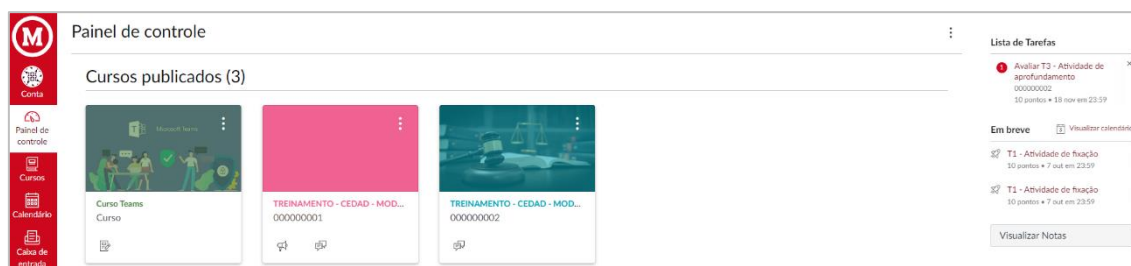 M
Conta
Painel de
controle
Cursos
Calendário
Caixa de
entrada
Painel de controle
Cursos publicados (3)
Microsoft Teams
Curso Teams
Curso
TREINAMENTO - CEDAD - MOD...
000000001
TREINAMENTO - CEDAD - MOD...
000000002
Lista de Tarefas
1
Avaliar T3 - Atividade de
aprofundamento
000000002
10 pontos • 18 nov em 23:59
Em breve
Visualizar calendário
T1 - Atividade de fixação
10 pontos • 7 out em 23:59
T1 - Atividade de fixação
10 pontos • 7 out em 23:59
Visualizar Notas